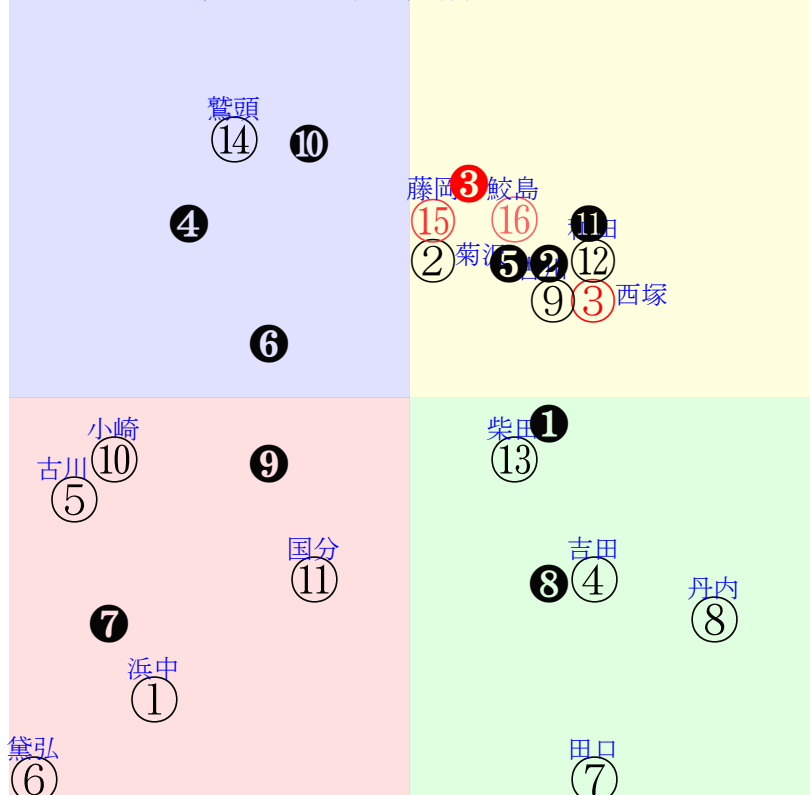 鷲頭
⑭ ❿
藤岡 ❸ 鮫島
❹ ⑮ ⑯ ⓫
② 菊 ❺ ❷ ⑫
⑨ ③ 西塚
❻
小崎 柴田 ❶
古川 ⑩ ❾ ⑬
⑤
国分 吉田
⑪ ❽ ④ 丹内
❼ ⑧
浜中
①
黛弘 田口
⑥ ⑦